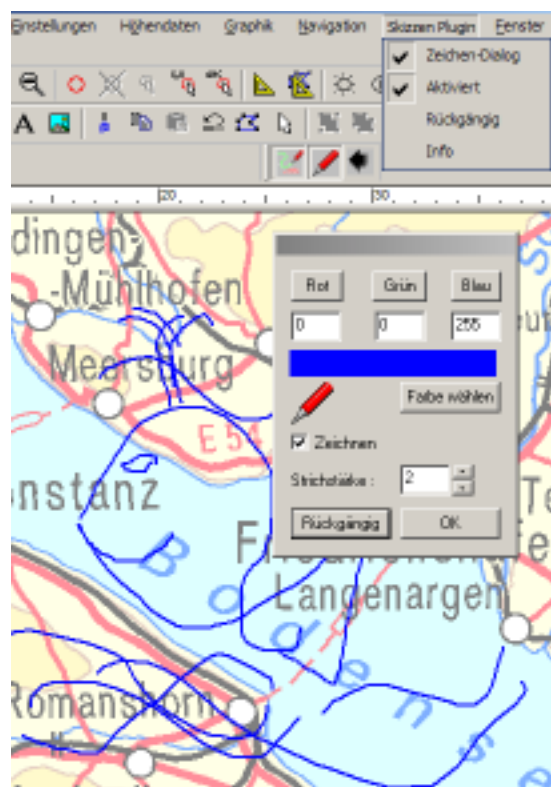 Einstellungen Höhendaten Graphik Navigation Skizzen Plugin Fenster
Zeichen-Dialog
Aktiviert
Rückgängig
Info
A
20 30
dingen-
-Mühlhofen
Rot Grün Blau
0 0 255
Meersburg
Farbe wählen
E 54
Zeichnen
Strichstärke : 2
nstanz
Rückgängig OK
Langenargen
Bodense
Romanshorn